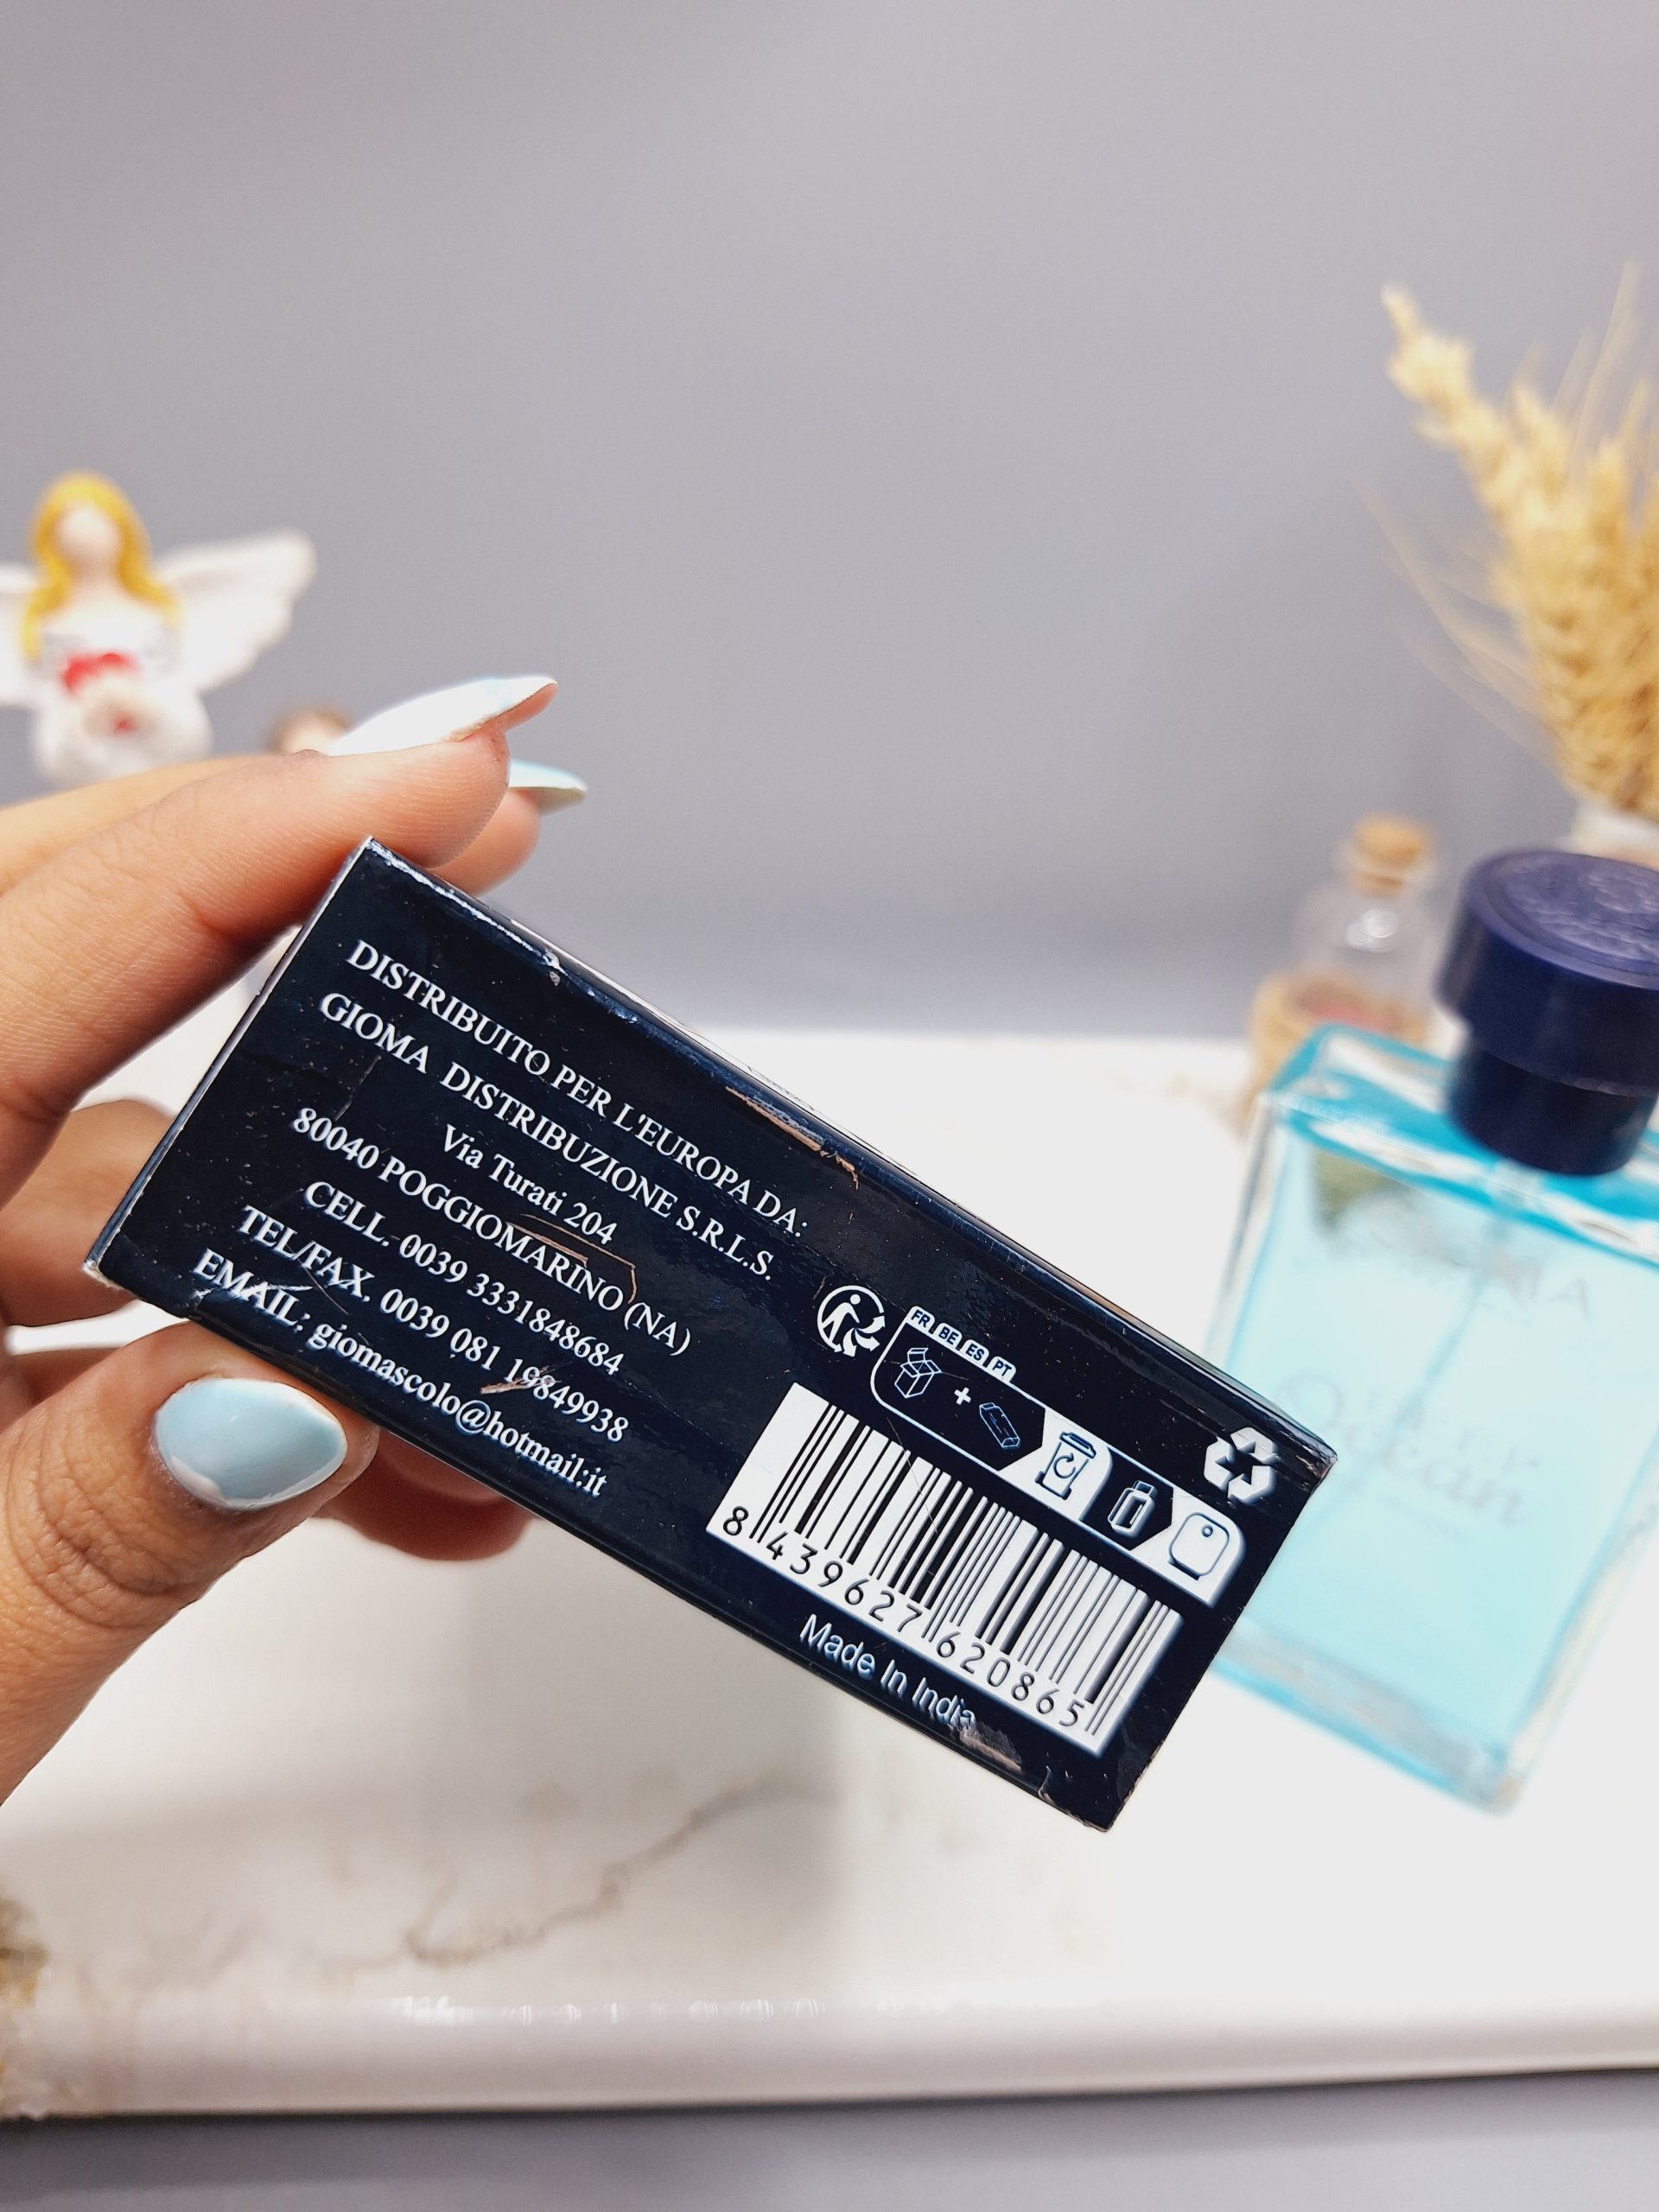 DISTRIBUITO PER L'EUROPA DA:
GIOMA DISTRIBUZIONE S.R.L.S.
Via Turati 204
80040 POGGIOMARINO (NA)
CELL. 0039 3331848684
TEL/FAX. 0039 081 19849938
EMAIL: giomascolo@hotmail:it
FR BE ES PT
+
8 439627 620865
Made In India